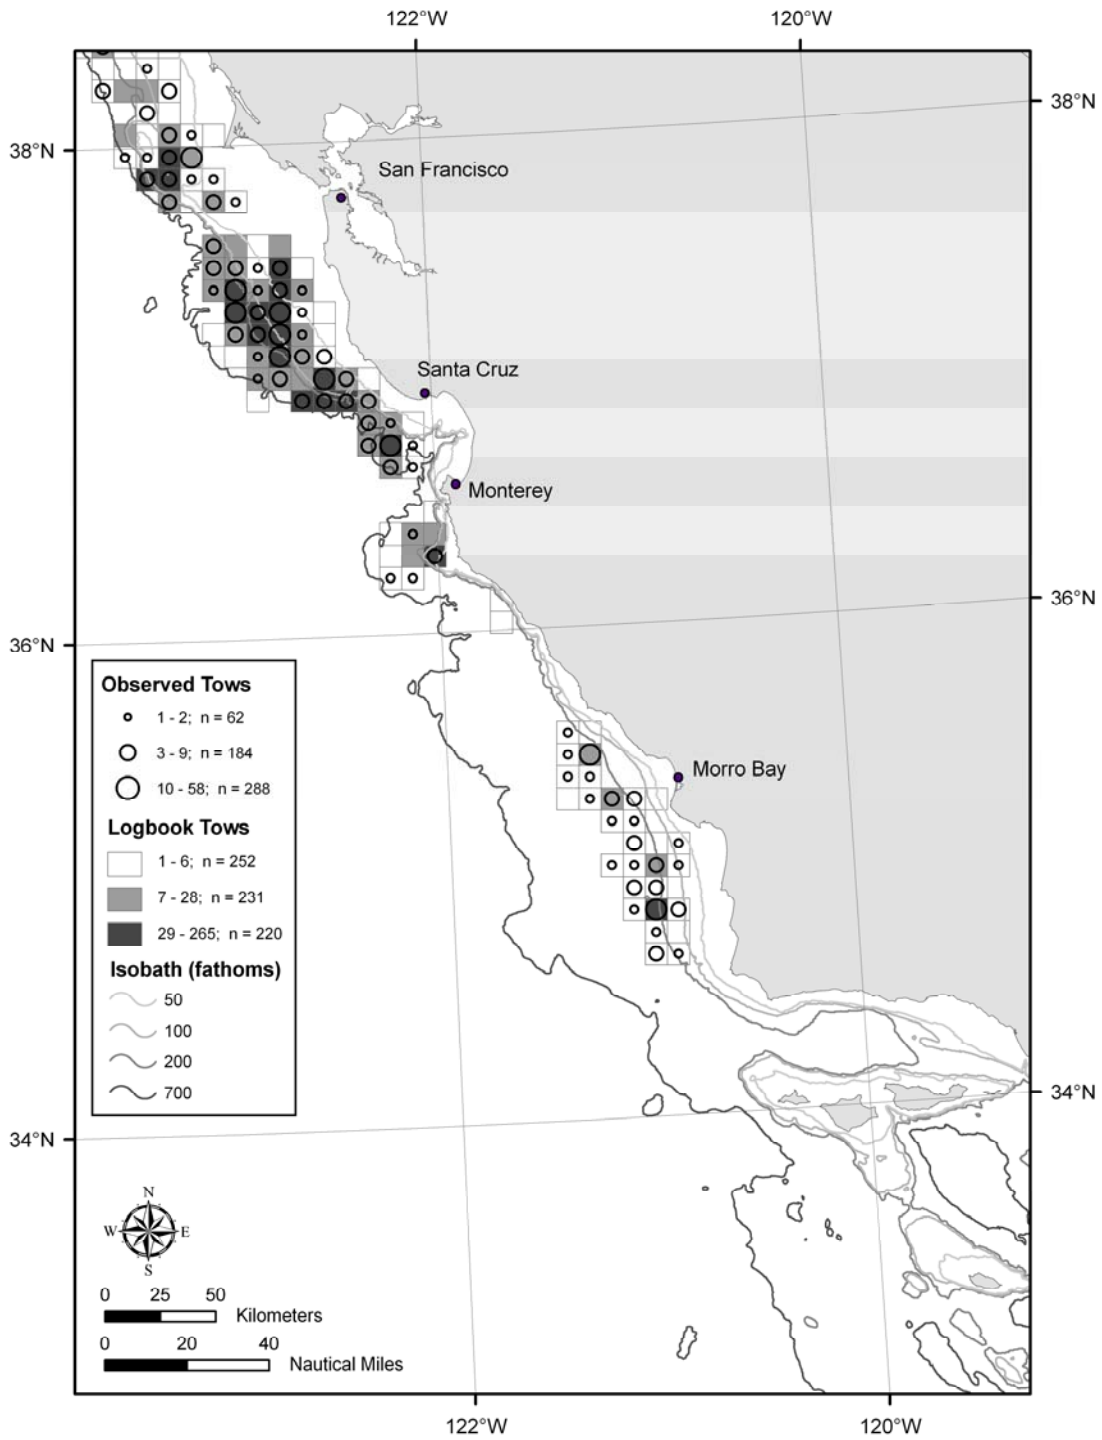 122°W
120°W
38°N
38°N
San Francisco
Santa Cruz
Monterey
36°N
36°N
Observed Tows
1 - 2; n = 62
3 - 9; n = 184
10 - 58; n = 288
Logbook Tows
1 - 6; n = 252
7 - 28; n = 231
29 - 265; n = 220
Isobath (fathoms)
50
100
200
700
Morro Bay
34°N
34°N
N
W
E
S
0 25 50
Kilometers
0 20 40
Nautical Miles
122°W
120°W